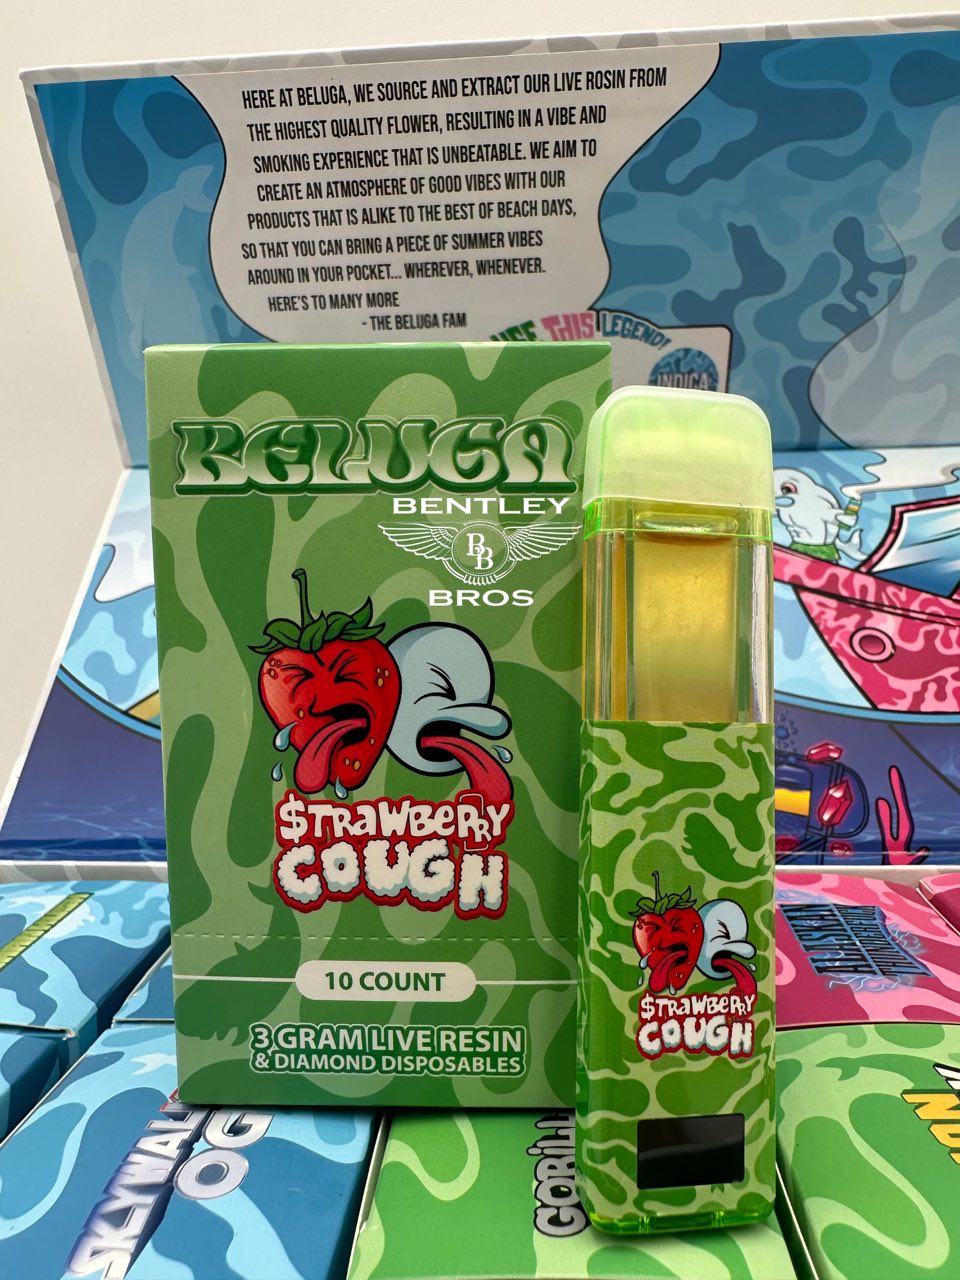 HERE AT BELUGA, WE SOURCE AND EXTRACT OUR LIVE ROSIN FROM
THE HIGHEST QUALITY FLOWER, RESULTING IN A VIBE AND
SMOKING EXPERIENCE THAT IS UNBEATABLE. WE AIM TO
CREATE AN ATMOSPHERE OF GOOD VIBES WITH OUR
PRODUCTS THAT IS ALIKE TO THE BEST OF BEACH DAYS,
SO THAT YOU CAN BRING A PIECE OF SUMMER VIBES
AROUND IN YOUR POCKET... WHEREVER, WHENEVER.
HERE'S TO MANY MORE
- THE BELUGA FAM
THIS LEGEND!
INDICA
BELUGA
BENTLEY
BB
BROS
$TRAWBERRY
COUGH
10 COUNT
3 GRAM LIVE RESIN
& DIAMOND DISPOSABLES
$TRAWBERRY
COUGH
SKYWAL
OG
GORILL